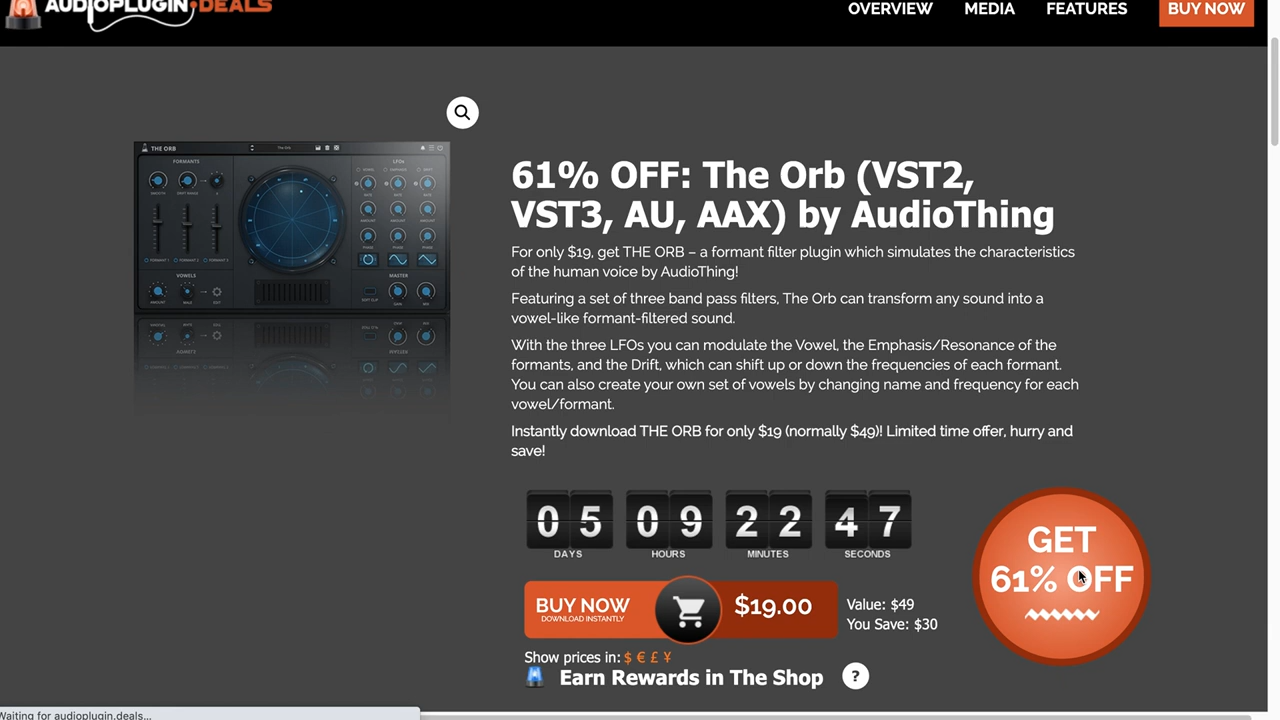 AUDIOPLUGIN.DEALS
OVERVIEW
MEDIA
FEATURES
BUY NOW
THE ORB
The Orb
FORMANTS
LFOs
VOWELS
MASTER
61% OFF: The Orb (VST2,
VST3, AU, AAX) by AudioThing
For only $19, get THE ORB – a formant filter plugin which simulates the characteristics
of the human voice by AudioThing!
Featuring a set of three band pass filters, The Orb can transform any sound into a
vowel-like formant-filtered sound.
With the three LFOs you can modulate the Vowel, the Emphasis/Resonance of the
formants, and the Drift, which can shift up or down the frequencies of each formant.
You can also create your own set of vowels by changing name and frequency for each
vowel/formant.
Instantly download THE ORB for only $19 (normally $49)! Limited time offer, hurry and
save!
05 09 22 47
DAYS HOURS MINUTES SECONDS
GET
61% OFF
BUY NOW
DOWNLOAD INSTANTLY
$19.00
Value: $49
You Save: $30
Show prices in: $ € £ ¥
Earn Rewards in The Shop ?
Waiting for audioplugin.deals...